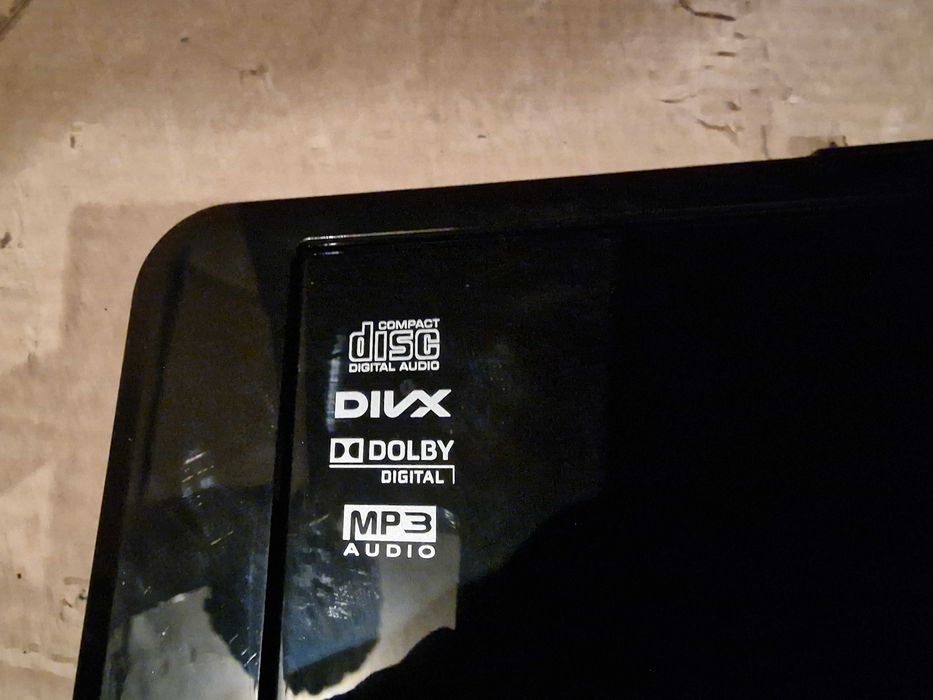 COMPACT
disc
DIGITAL AUDIO
DIVX
DOLBY
DIGITAL
MP3
AUDIO